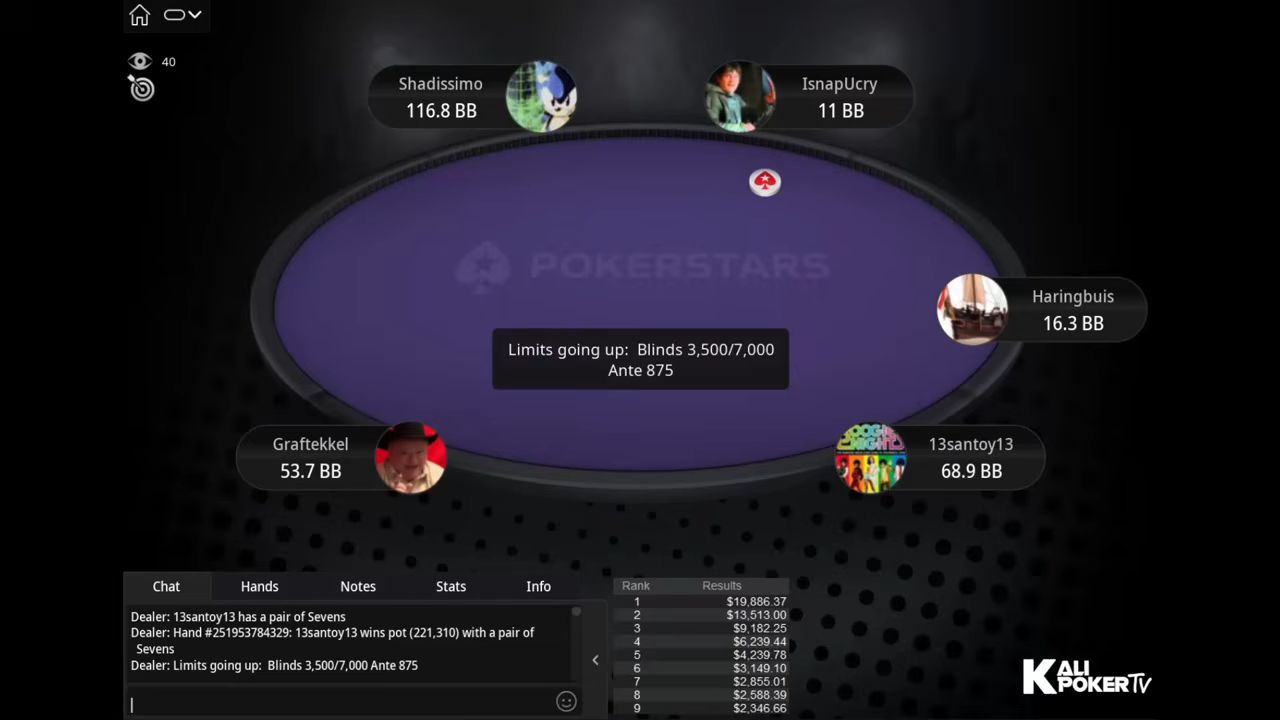 40
Shadissimo
116.8 BB
IsnapUcry
11 BB
POKERSTARS
Haringbuis
16.3 BB
Limits going up: Blinds 3,500/7,000
Ante 875
Graftekkel
53.7 BB
BOOGIE
NIGHTS
13santoy13
68.9 BB
Chat Hands Notes Stats Info
Dealer: 13santoy13 has a pair of Sevens
Dealer: Hand #251953784329: 13santoy13 wins pot (221,310) with a pair of
Sevens
Dealer: Limits going up: Blinds 3,500/7,000 Ante 875
Rank Results
1 $19,886.37
2 $13,513.00
3 $9,182.25
4 $6,239.44
5 $4,239.78
6 $3,149.10
7 $2,855.01
8 $2,588.39
9 $2,346.66
KALI
POKERTV